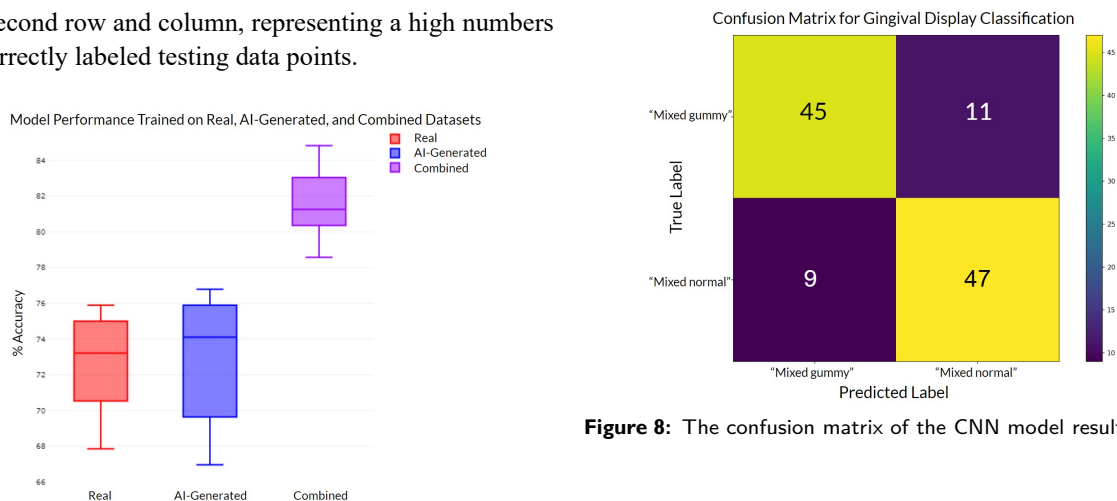 econd row and column, representing a high numbers
rrectly labeled testing data points.
Model Performance Trained on Real, AI-Generated, and Combined Datasets
Real
AI-Generated
Combined
84
82
80
78
76
74
72
70
68
66
% Accuracy
Real AI-Generated Combined
Confusion Matrix for Gingival Display Classification
“Mixed gummy”
45 11
“Mixed normal”
9 47
True Label
“Mixed gummy” “Mixed normal”
Predicted Label
45
40
35
30
25
20
15
10
Figure 8: The confusion matrix of the CNN model result